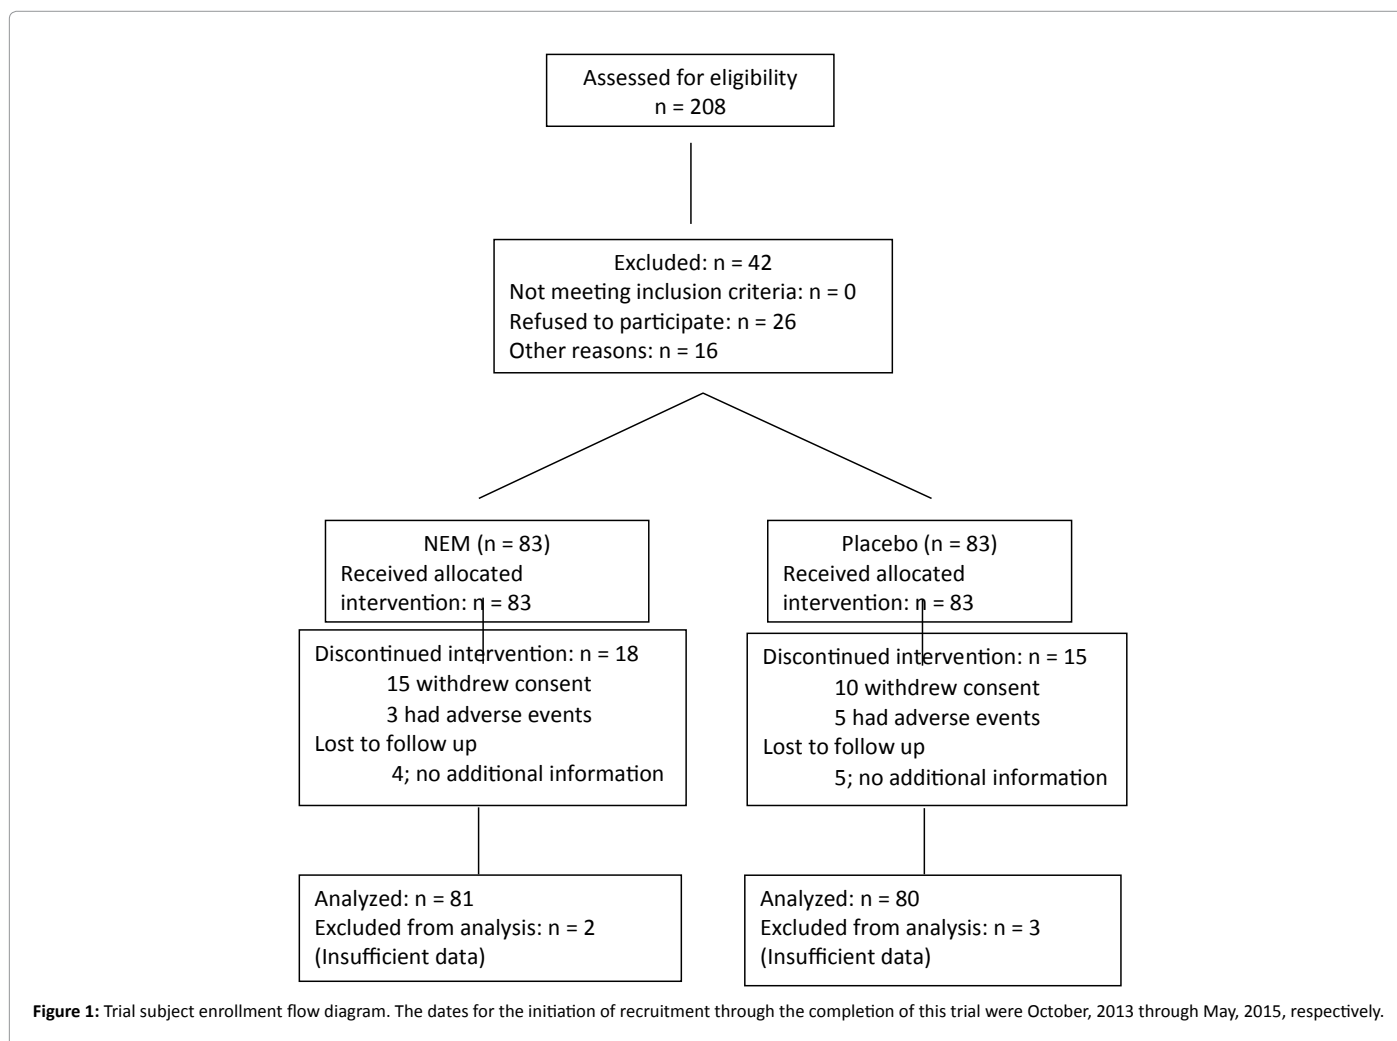 Assessed for eligibility
n = 208
Excluded: n = 42
Not meeting inclusion criteria: n = 0
Refused to participate: n = 26
Other reasons: n = 16
NEM (n = 83)
Received allocated
intervention: n = 83
Placebo (n = 83)
Received allocated
intervention: n = 83
Discontinued intervention: n = 18
15 withdrew consent
3 had adverse events
Lost to follow up
4; no additional information
Discontinued intervention: n = 15
10 withdrew consent
5 had adverse events
Lost to follow up
5; no additional information
Analyzed: n = 81
Excluded from analysis: n = 2
(Insufficient data)
Analyzed: n = 80
Excluded from analysis: n = 3
(Insufficient data)
Figure 1: Trial subject enrollment flow diagram. The dates for the initiation of recruitment through the completion of this trial were October, 2013 through May, 2015, respectively.